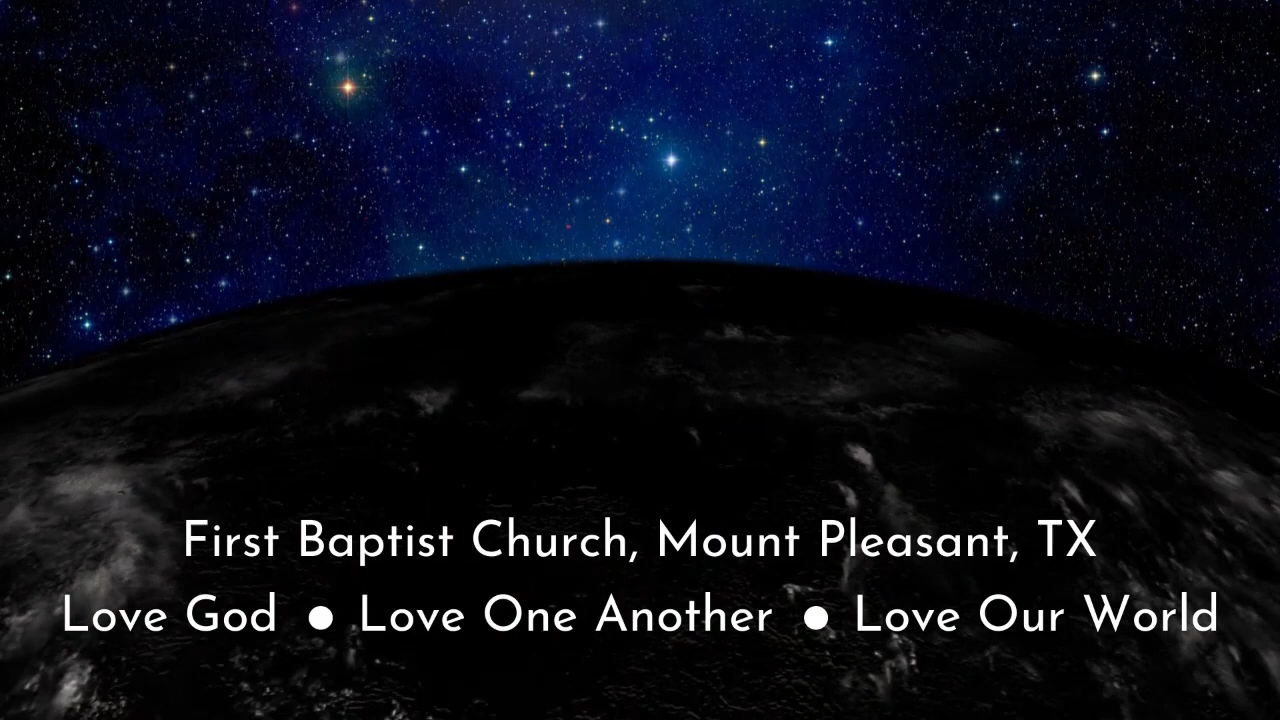 First Baptist Church, Mount Pleasant, TX
Love God ● Love One Another ● Love Our World